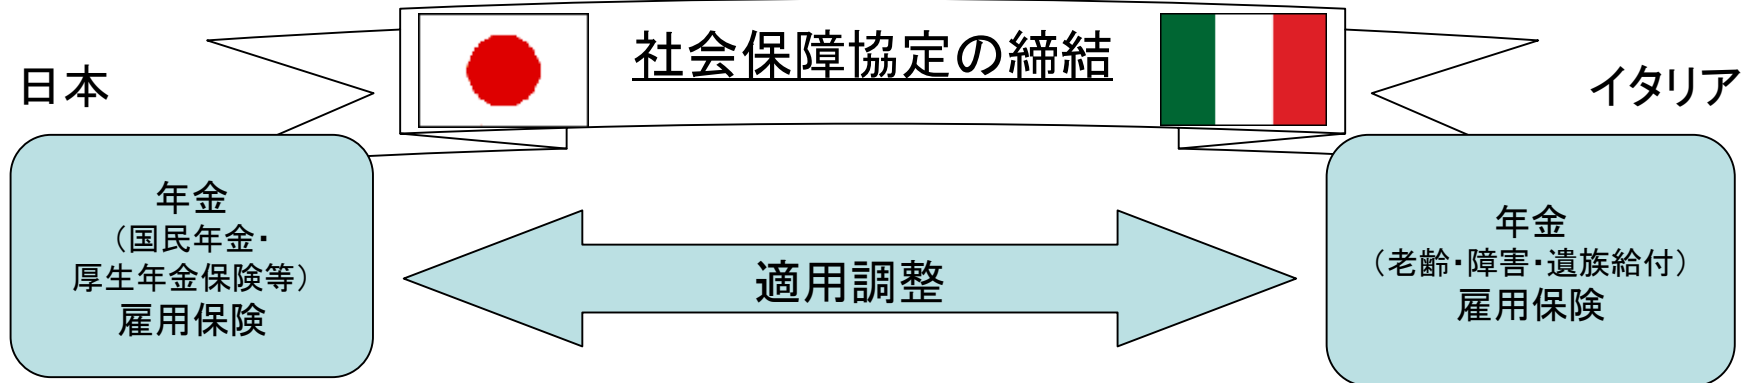 社会保障協定の締結
日本
イタリア
年金
（国民年金・
厚生年金保険等）
雇用保険
適用調整
年金
（老齢・障害・遺族給付）
雇用保険